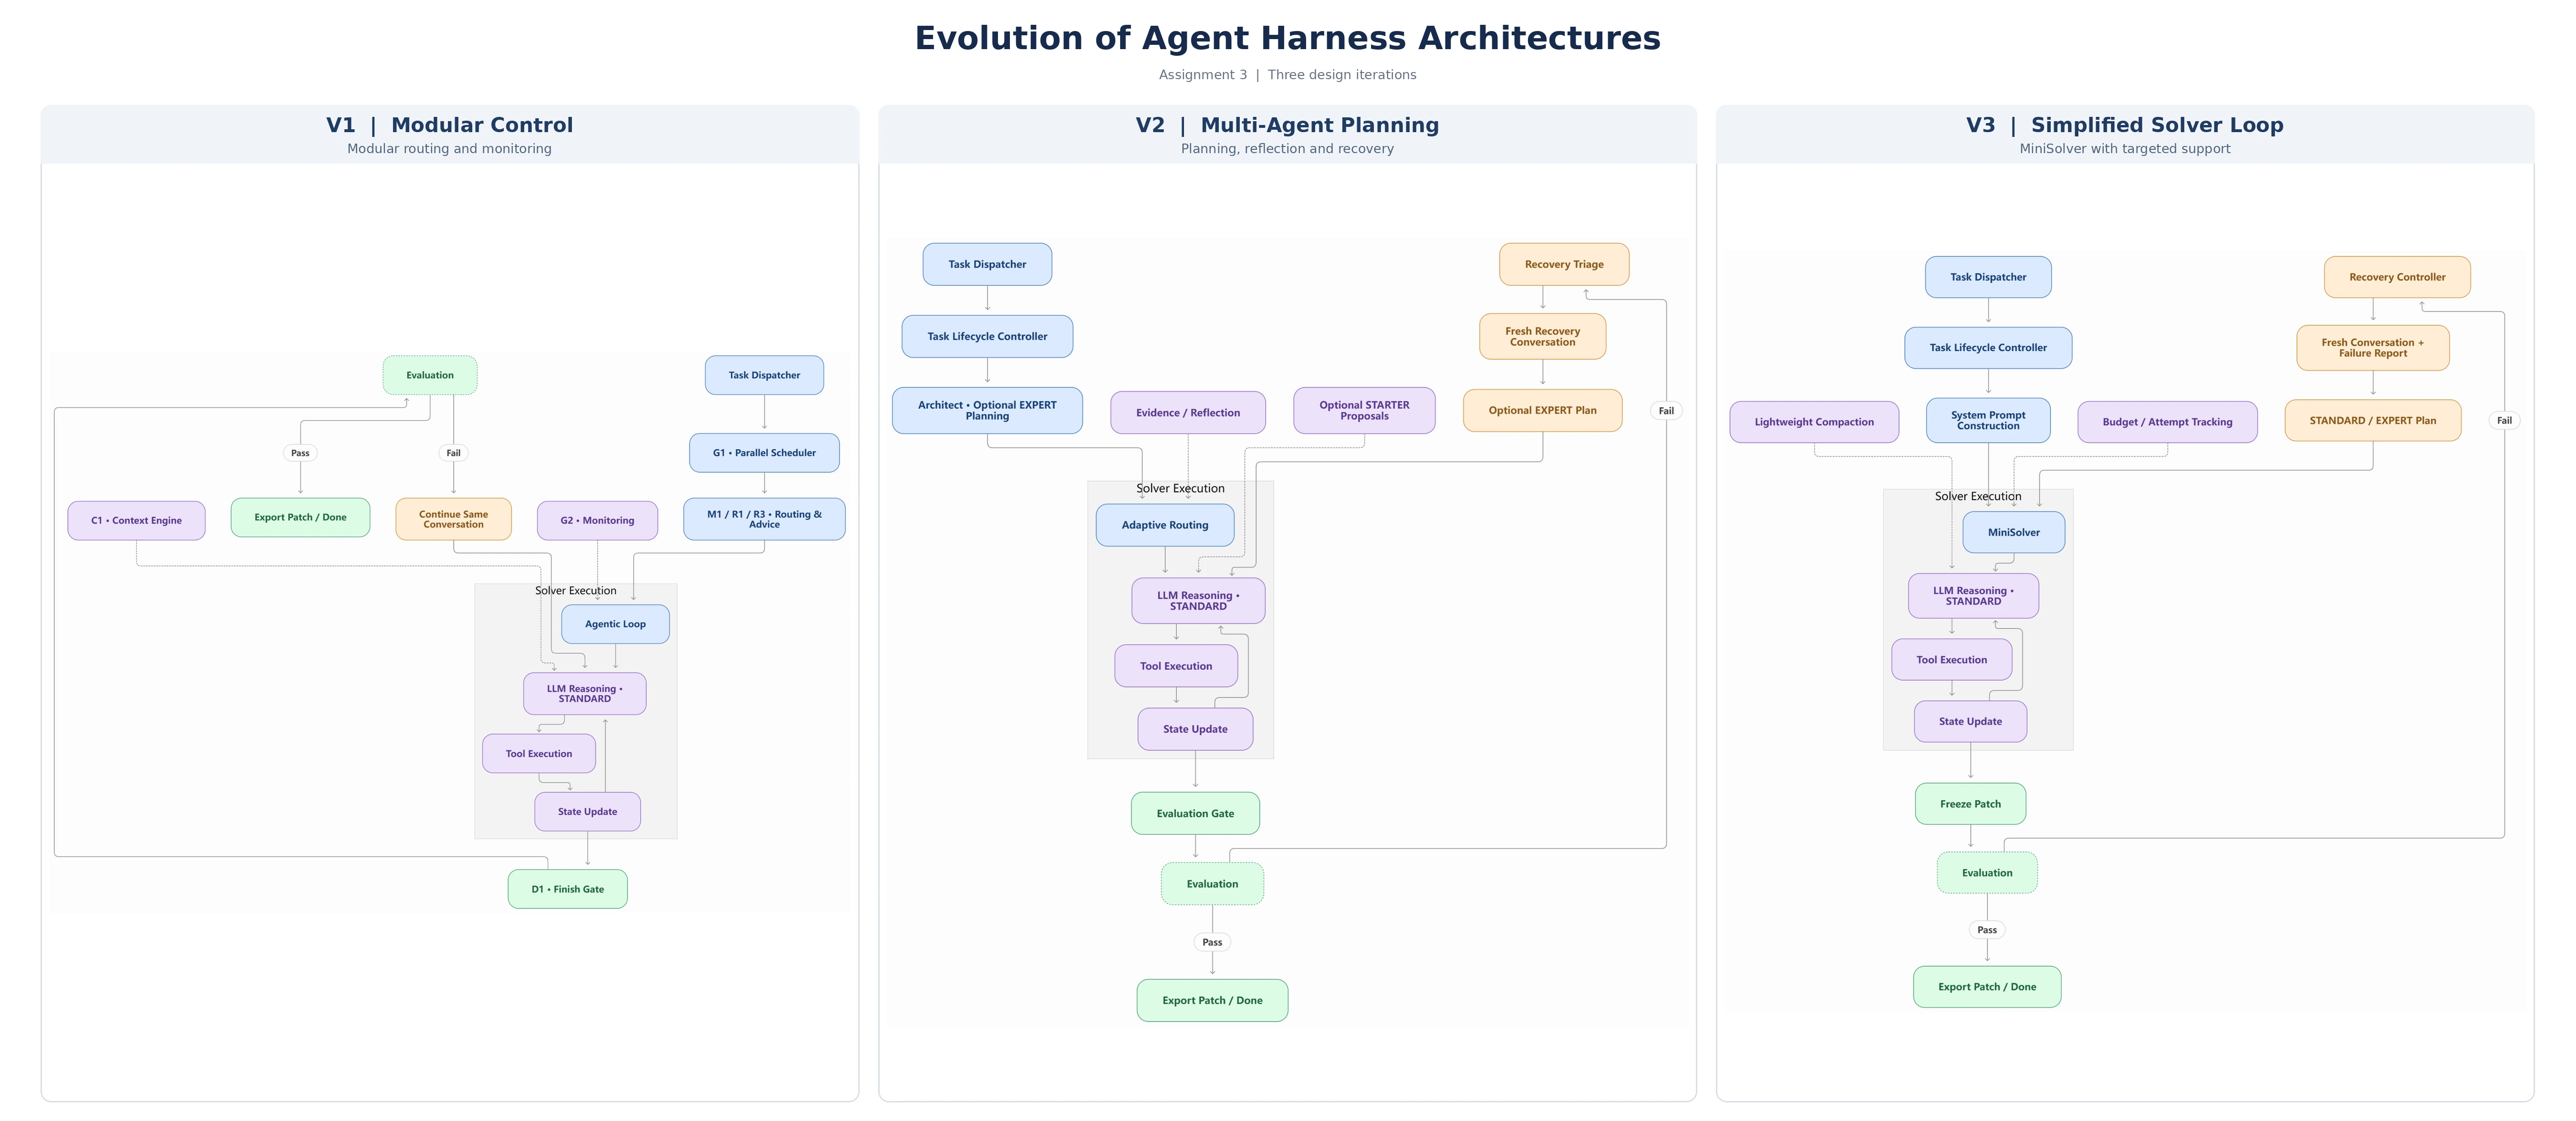 Evolution of Agent Harness Architectures
Assignment 3 | Three design iterations
V1 | Modular Control
Modular routing and monitoring
Evaluation
Task Dispatcher
Pass
Fail
G1 • Parallel Scheduler
C1 • Context Engine
Export Patch / Done
Continue Same
Conversation
G2 • Monitoring
M1 / R1 / R3 • Routing &
Advice
Solver Execution
Agentic Loop
LLM Reasoning •
STANDARD
Tool Execution
State Update
D1 • Finish Gate
V2 | Multi-Agent Planning
Planning, reflection and recovery
Task Dispatcher
Recovery Triage
Task Lifecycle Controller
Fresh Recovery
Conversation
Architect • Optional EXPERT
Planning
Evidence / Reflection
Optional STARTER
Proposals
Optional EXPERT Plan
Fail
Solver Execution
Adaptive Routing
LLM Reasoning •
STANDARD
Tool Execution
State Update
Evaluation Gate
Evaluation
Pass
Export Patch / Done
V3 | Simplified Solver Loop
MiniSolver with targeted support
Task Dispatcher
Recovery Controller
Task Lifecycle Controller
Fresh Conversation +
Failure Report
Lightweight Compaction
System Prompt
Construction
Budget / Attempt Tracking
STANDARD / EXPERT Plan
Fail
Solver Execution
MiniSolver
LLM Reasoning •
STANDARD
Tool Execution
State Update
Freeze Patch
Evaluation
Pass
Export Patch / Done